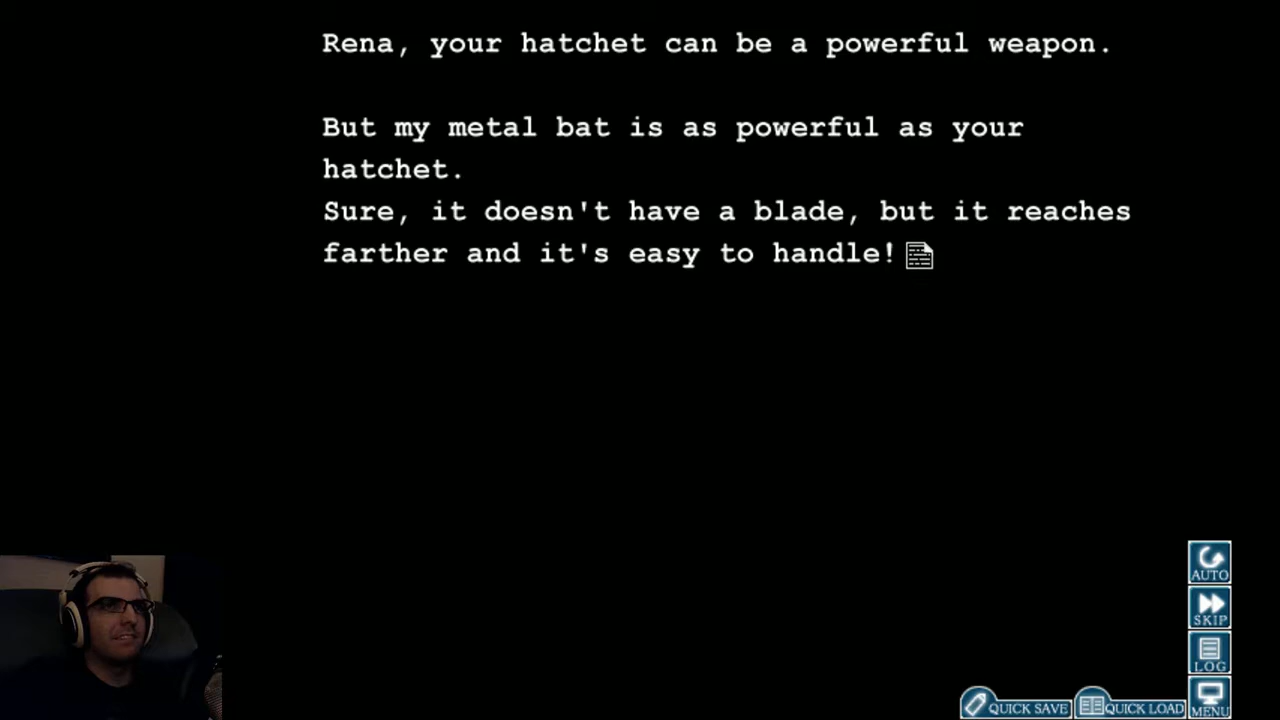 Rena, your hatchet can be a powerful weapon.
But my metal bat is as powerful as your
hatchet.
Sure, it doesn't have a blade, but it reaches
farther and it's easy to handle!
AUTO
SKIP
LOG
MENU
QUICK SAVE
QUICK LOAD